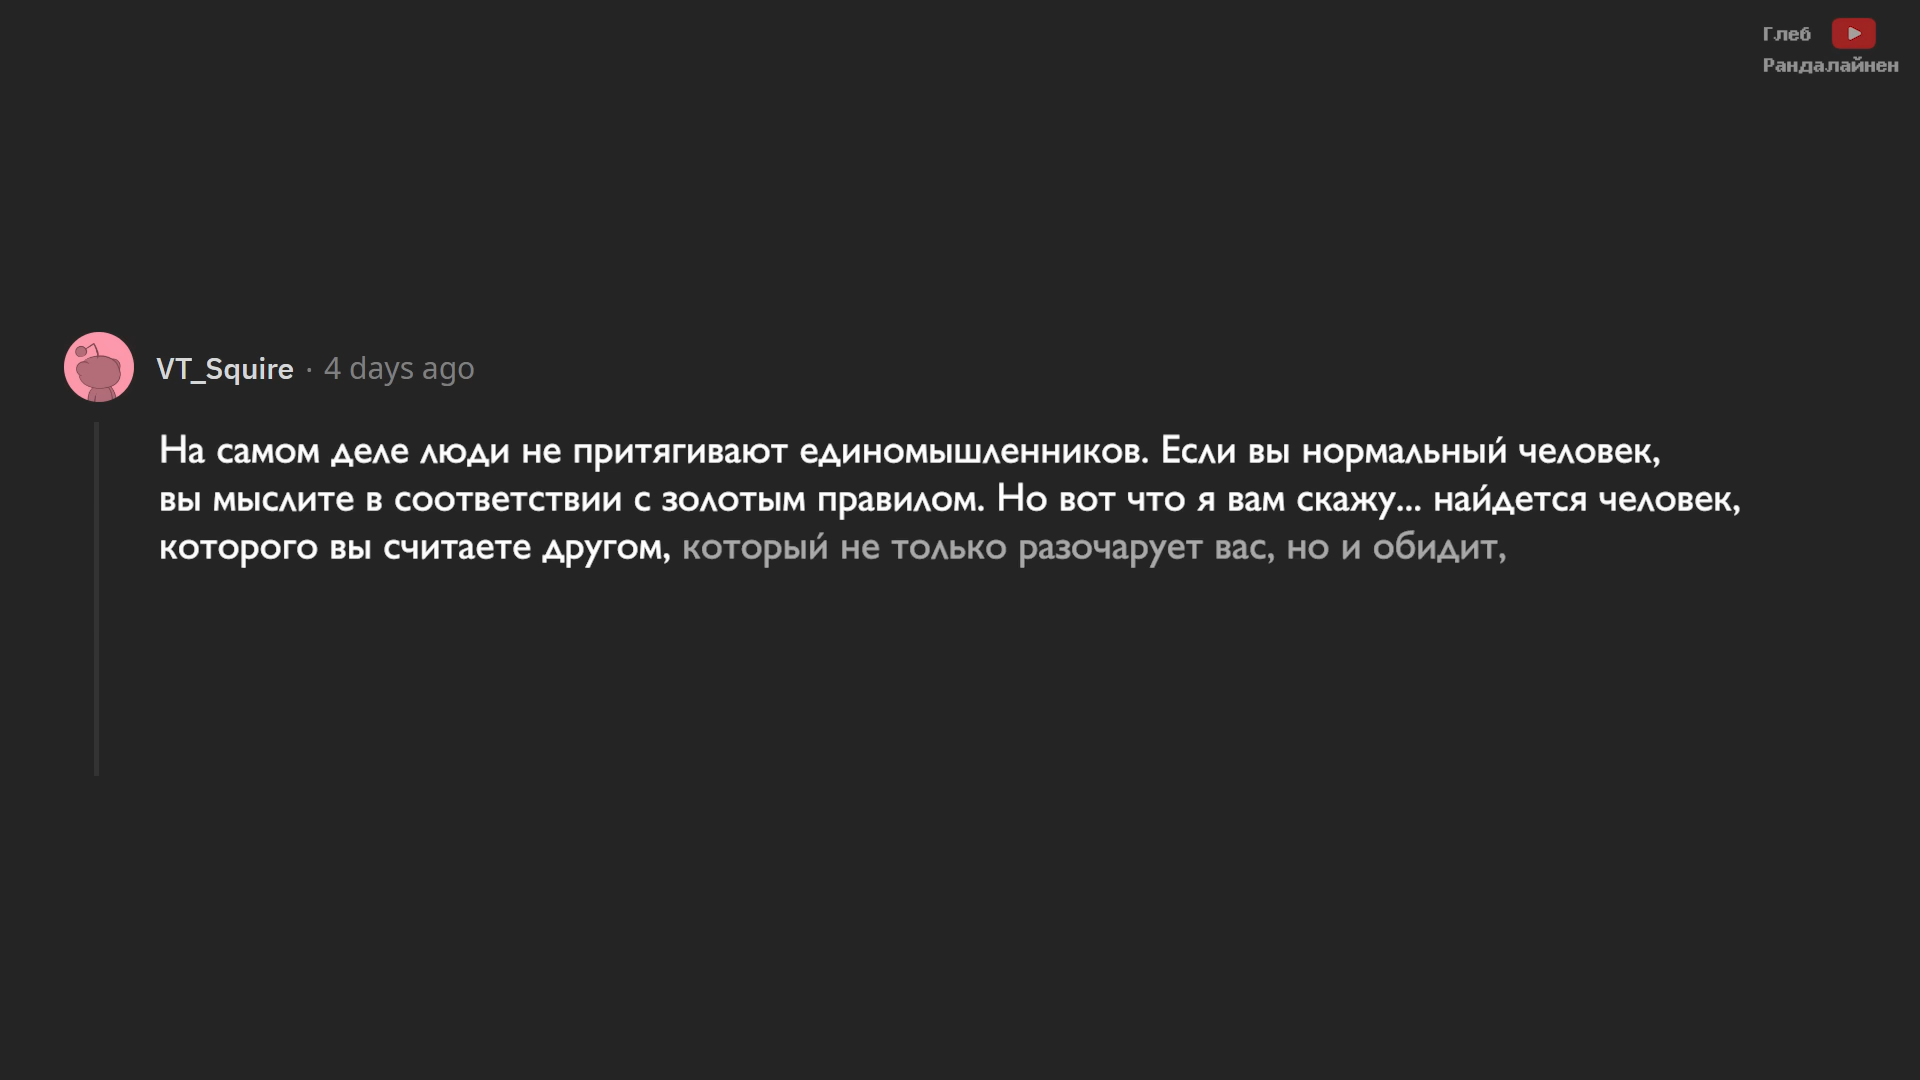 Глеб
Рандалайнен
VT_Squire · 4 days ago
На самом деле люди не притягивают единомышленников. Если вы нормальный человек,
вы мыслите в соответствии с золотым правилом. Но вот что я вам скажу... найдется человек,
которого вы считаете другом, который не только разочарует вас, но и обидит,